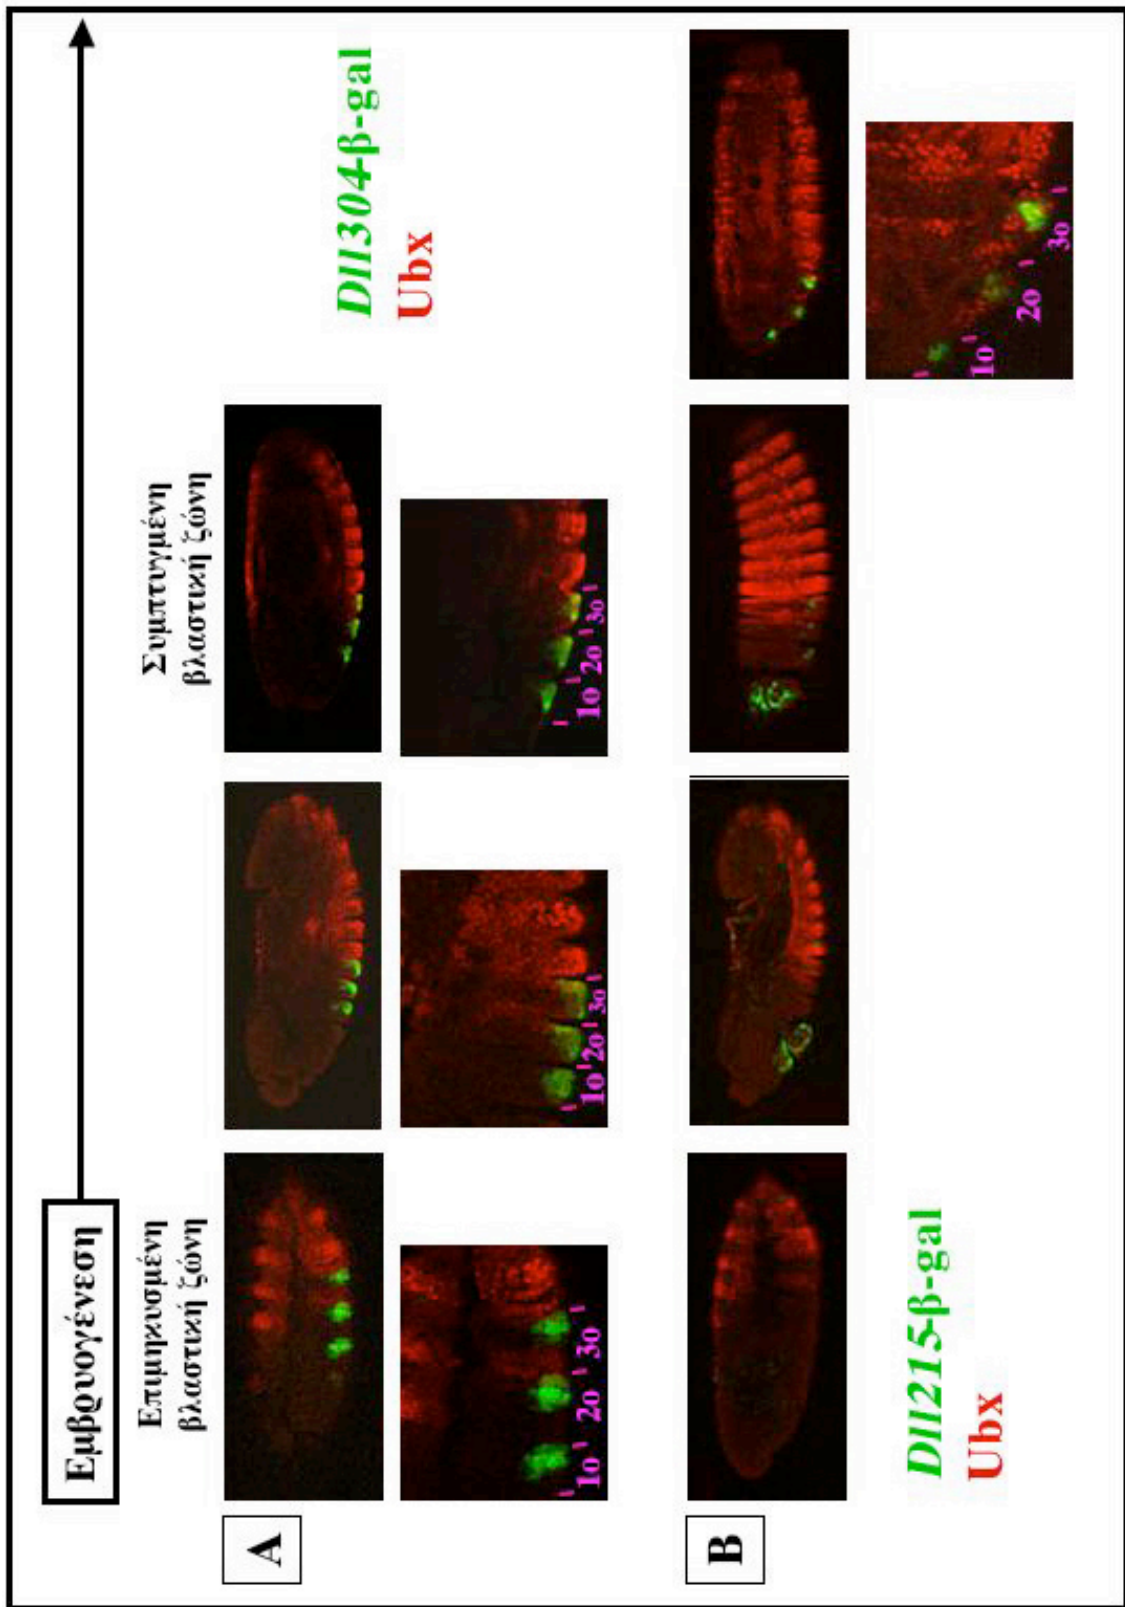 Εμβρυογένεση
Επιμηκυσμένη
βλαστική ζώνη
Συμπτυγμένη
βλαστική ζώνη
A
Dll304-β-gal
Ubx
1ο 2ο 3ο
1ο 2ο 3ο
1ο 2ο 3ο
B
1ο 2ο 3ο
Dll215-β-gal
Ubx